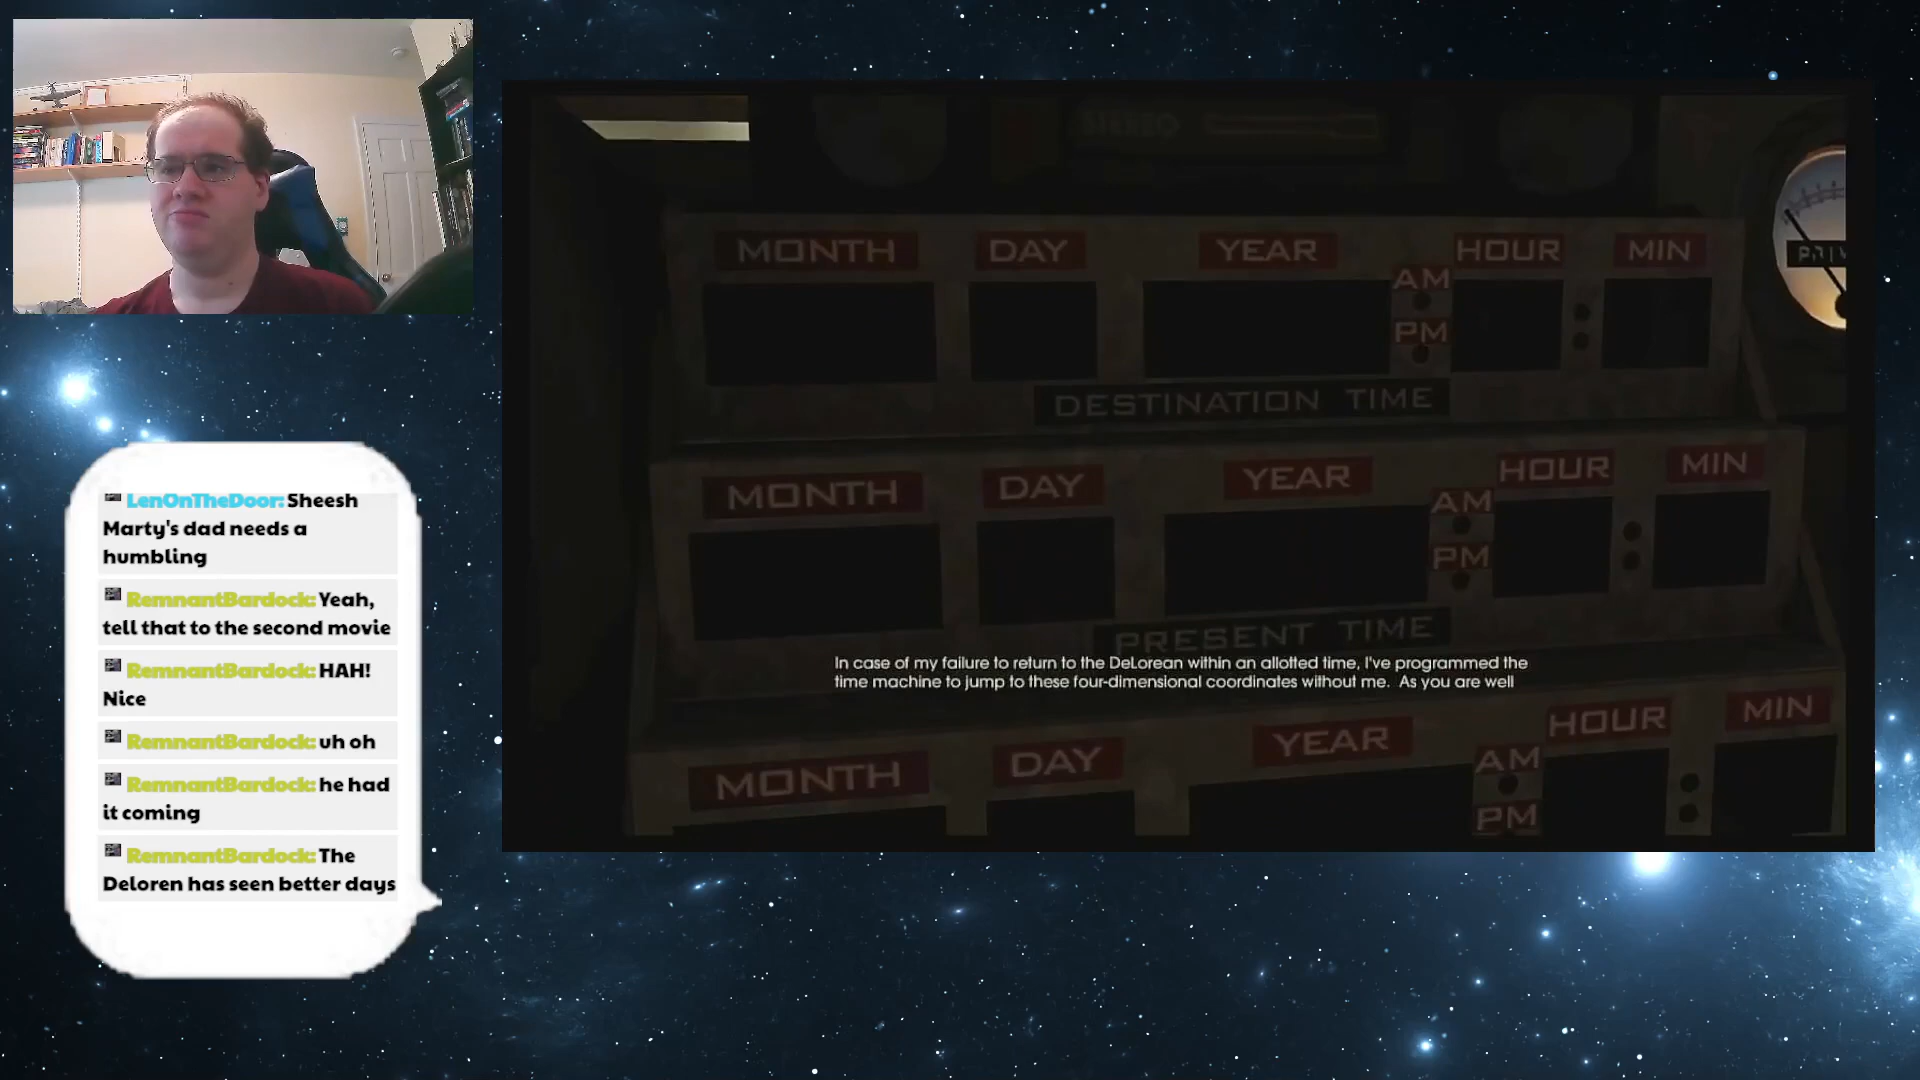 LenOnTheDoor: Sheesh
Marty's dad needs a
humbling
RemnantBardock: Yeah,
tell that to the second movie
RemnantBardock: HAH!
Nice
RemnantBardock: uh oh
RemnantBardock: he had
it coming
RemnantBardock: The
Deloren has seen better days
STEREO
MONTH DAY YEAR AM PM HOUR MIN
DESTINATION TIME
MONTH DAY YEAR AM PM HOUR MIN
PRESENT TIME
In case of my failure to return to the DeLorean within an allotted time, I've programmed the
time machine to jump to these four-dimensional coordinates without me. As you are well
MONTH DAY YEAR AM PM HOUR MIN